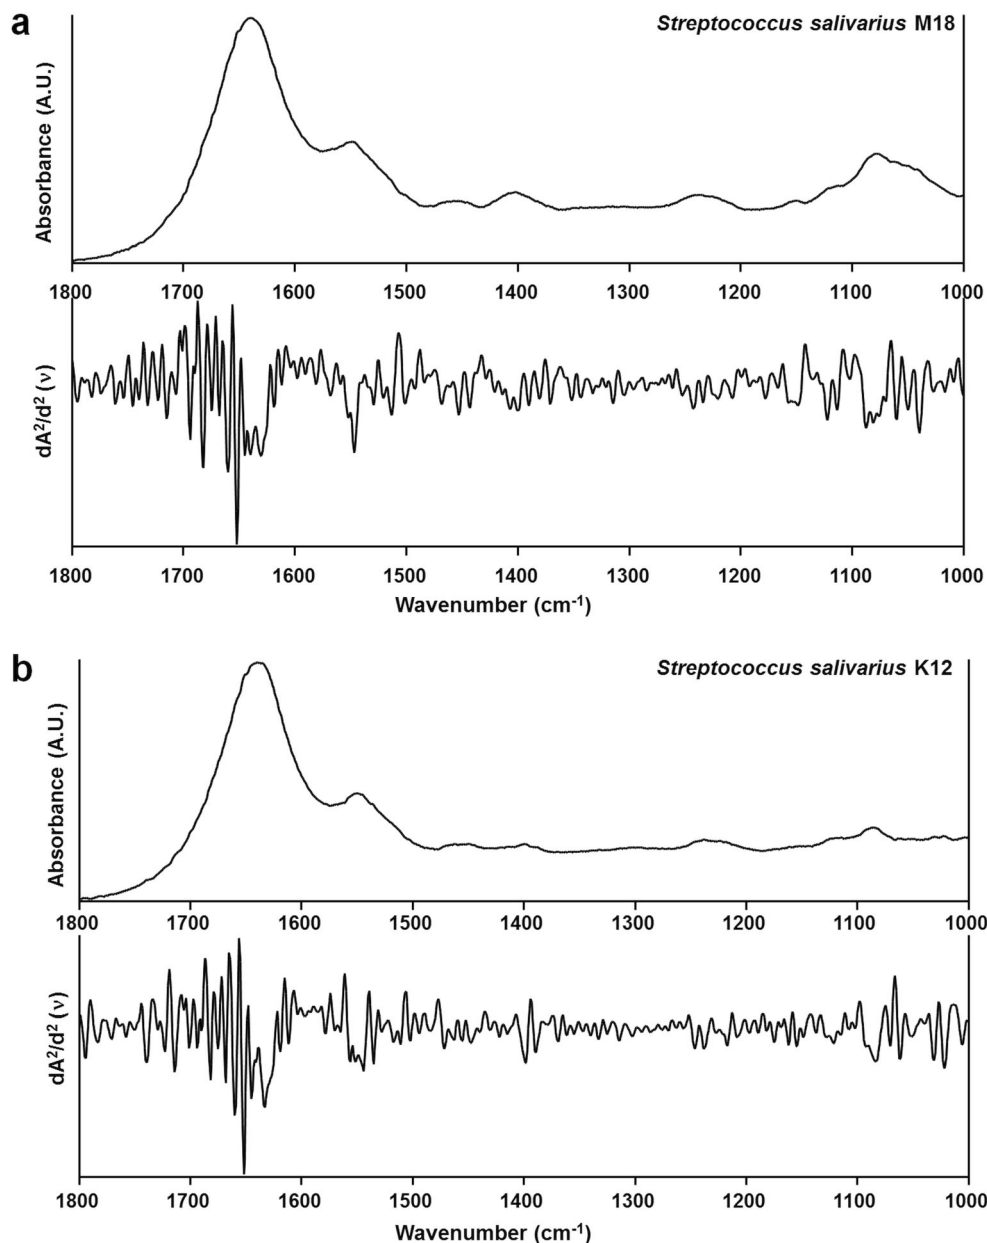 a
Streptococcus salivarius M18
Absorbance (A.U.)
1800 1700 1600 1500 1400 1300 1200 1100 1000
dA²/d² (ν)
1800 1700 1600 1500 1400 1300 1200 1100 1000
Wavenumber (cm⁻¹)
b
Streptococcus salivarius K12
Absorbance (A.U.)
1800 1700 1600 1500 1400 1300 1200 1100 1000
dA²/d² (ν)
1800 1700 1600 1500 1400 1300 1200 1100 1000
Wavenumber (cm⁻¹)